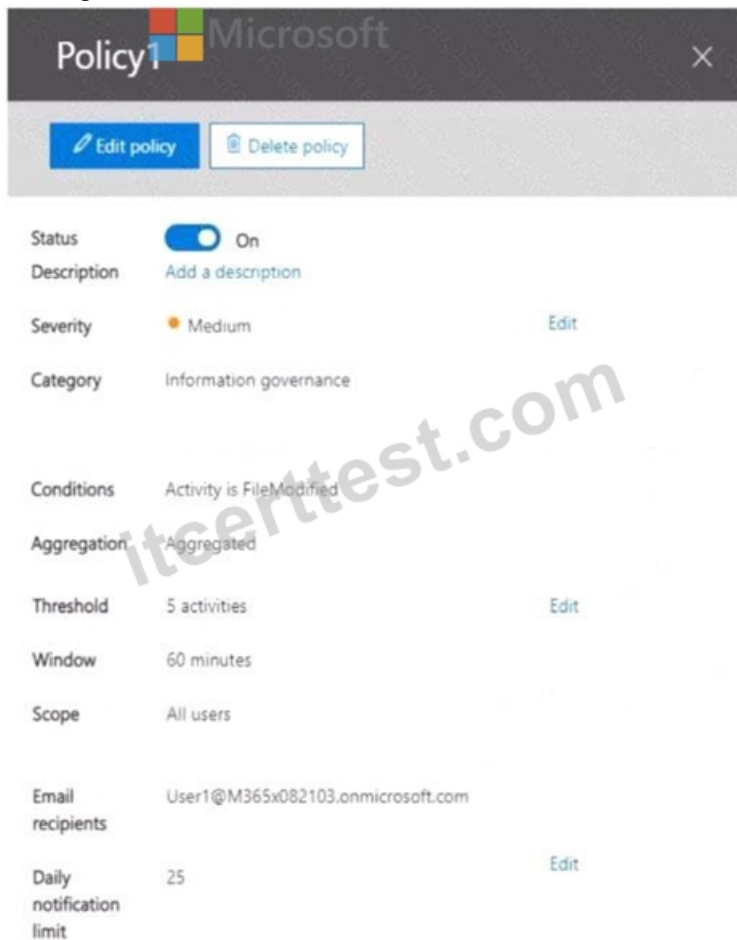 Microsoft
Policy1
Edit policy
Delete policy
Status On
Description Add a description
Severity Medium Edit
Category Information governance
Conditions Activity is FileModified
Aggregation Aggregated
Threshold 5 activities Edit
Window 60 minutes
Scope All users
Email recipients User1@M365x082103.onmicrosoft.com
Daily notification limit 25 Edit
itcerttest.com